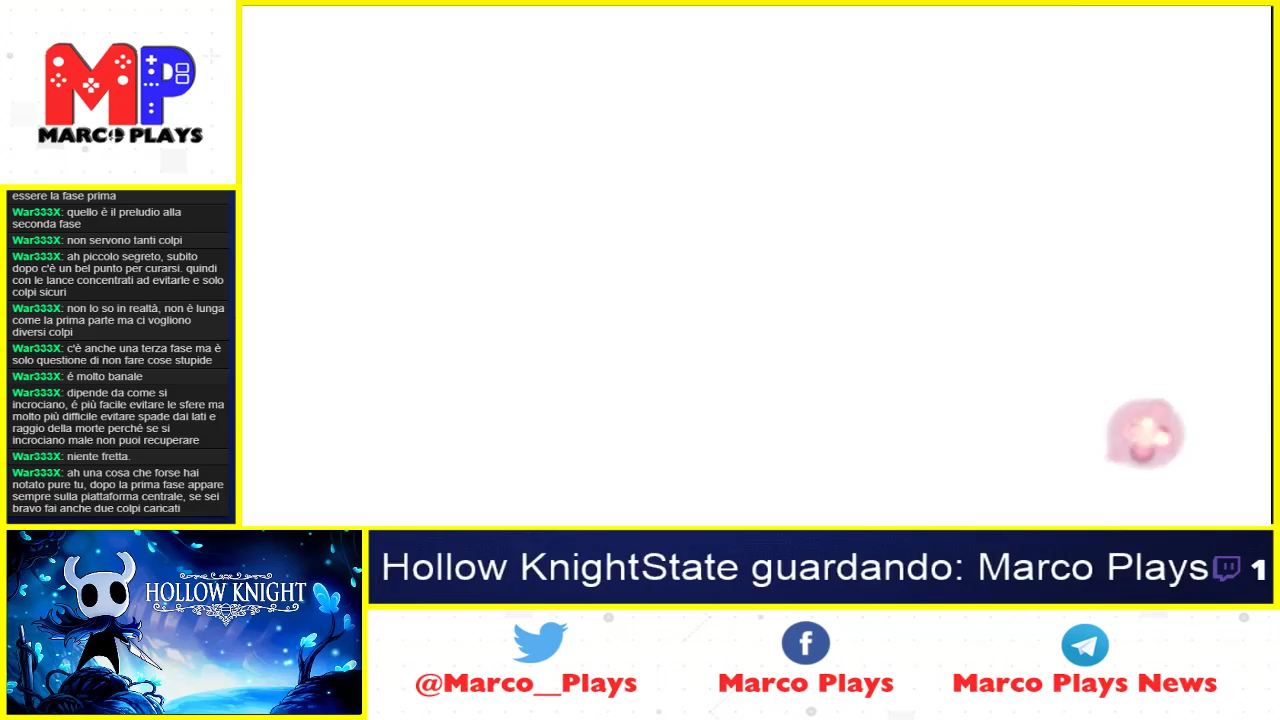 MP
MARCO PLAYS
essere la fase prima
War333X: quello è il preludio alla
seconda fase
War333X: non servono tanti colpi
War333X: ah piccolo segreto, subito
dopo c'è un bel punto per curarsi. quindi
con le lance concentrati ad evitarle e solo
colpi sicuri
War333X: non lo so in realtà, non è lunga
come la prima parte ma ci vogliono
diversi colpi
War333X: c'è anche una terza fase ma è
solo questione di non fare cose stupide
War333X: é molto banale
War333X: dipende da come si
incrociano, é più facile evitare le sfere ma
molto più difficile evitare spade dai lati e
raggio della morte perché se si
incrociano male non puoi recuperare
War333X: niente fretta.
War333X: ah una cosa che forse hai
notato pure tu, dopo la prima fase appare
sempre sulla piattaforma centrale, se sei
bravo fai anche due colpi caricati
HOLLOW KNIGHT
Hollow KnightState guardando: Marco Plays 1
@Marco__Plays
Marco Plays
Marco Plays News